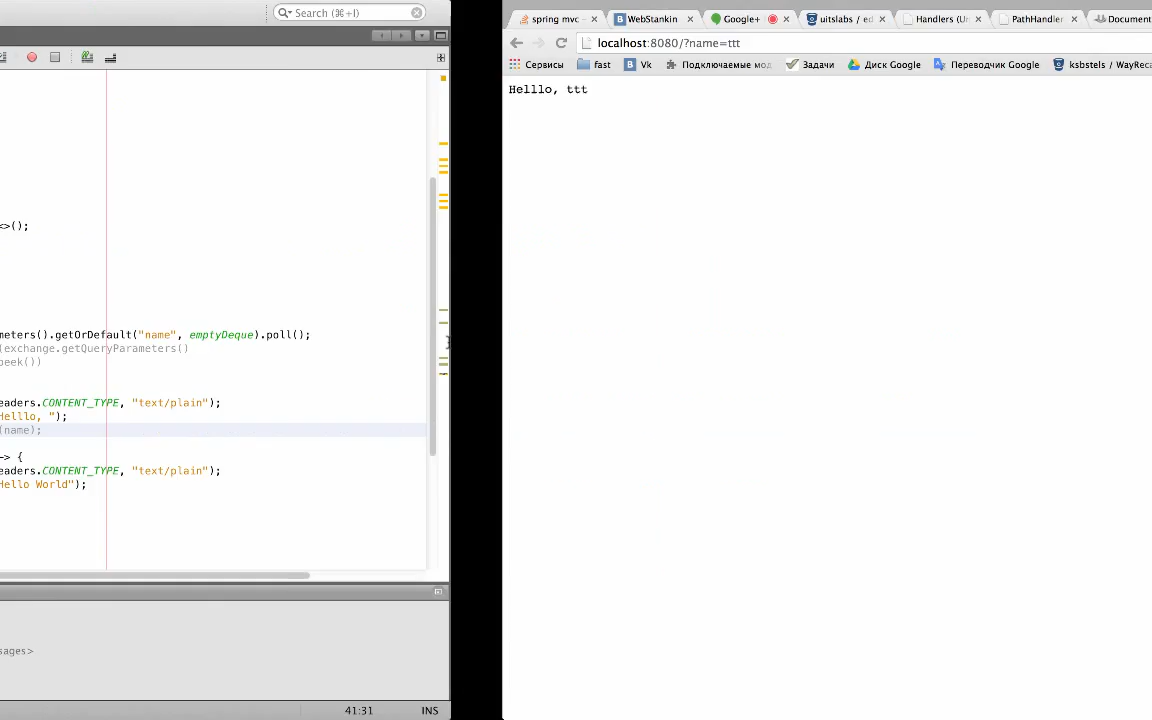 Search (⌘+I)
<>();
meters().getOrDefault("name", emptyDeque).poll();
(exchange.getQueryParameters()
peek())
eaders.CONTENT_TYPE, "text/plain");
Helllo, ");
(name);
-> {
eaders.CONTENT_TYPE, "text/plain");
Hello World");
sages>
41:31 INS
spring mvc - WebStankin Google+ uitslabs / ed Handlers (Un PathHandler Document
localhost:8080/?name=ttt
Сервисы fast Vk Подключаемые мод Задачи Диск Google Переводчик Google ksbstels / WayReca
Helllo, ttt